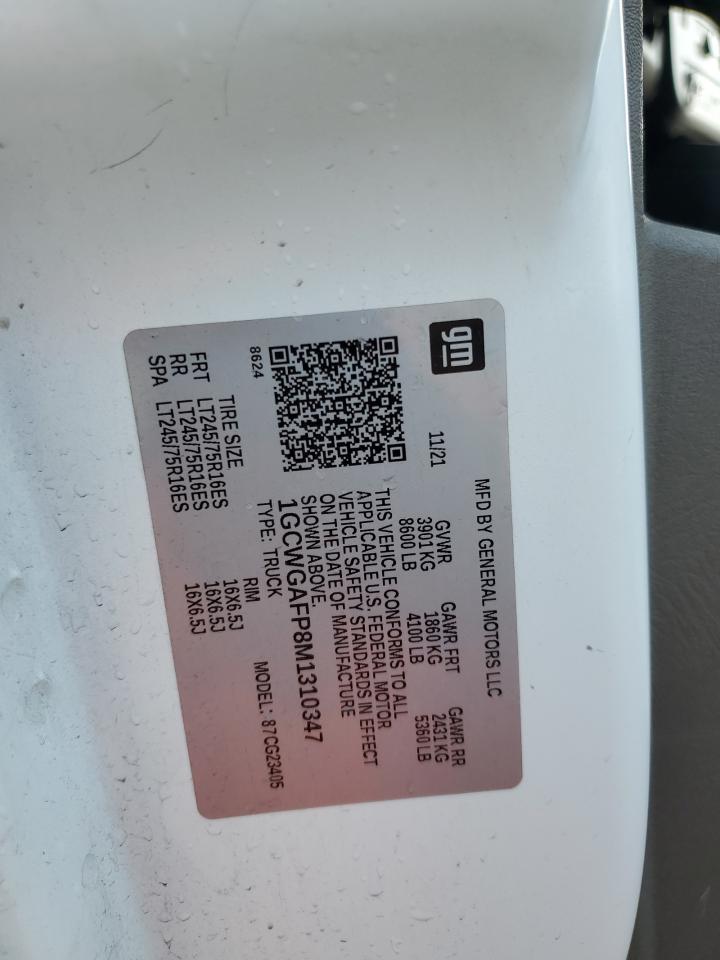 gm
MFD BY GENERAL MOTORS LLC
11/21
GVWR GAWR FRT GAWR RR
3901 KG 1860 KG 2431 KG
8600 LB 4100 LB 5360 LB
THIS VEHICLE CONFORMS TO ALL
APPLICABLE U.S. FEDERAL MOTOR
VEHICLE SAFETY STANDARDS IN EFFECT
ON THE DATE OF MANUFACTURE
SHOWN ABOVE.
1GCWGAFP8M1310347
8624
TYPE: TRUCK MODEL: 87CG23405
TIRE SIZE RIM
FRT LT245/75R16ES 16X6.5J
RR LT245/75R16ES 16X6.5J
SPA LT245/75R16ES 16X6.5J